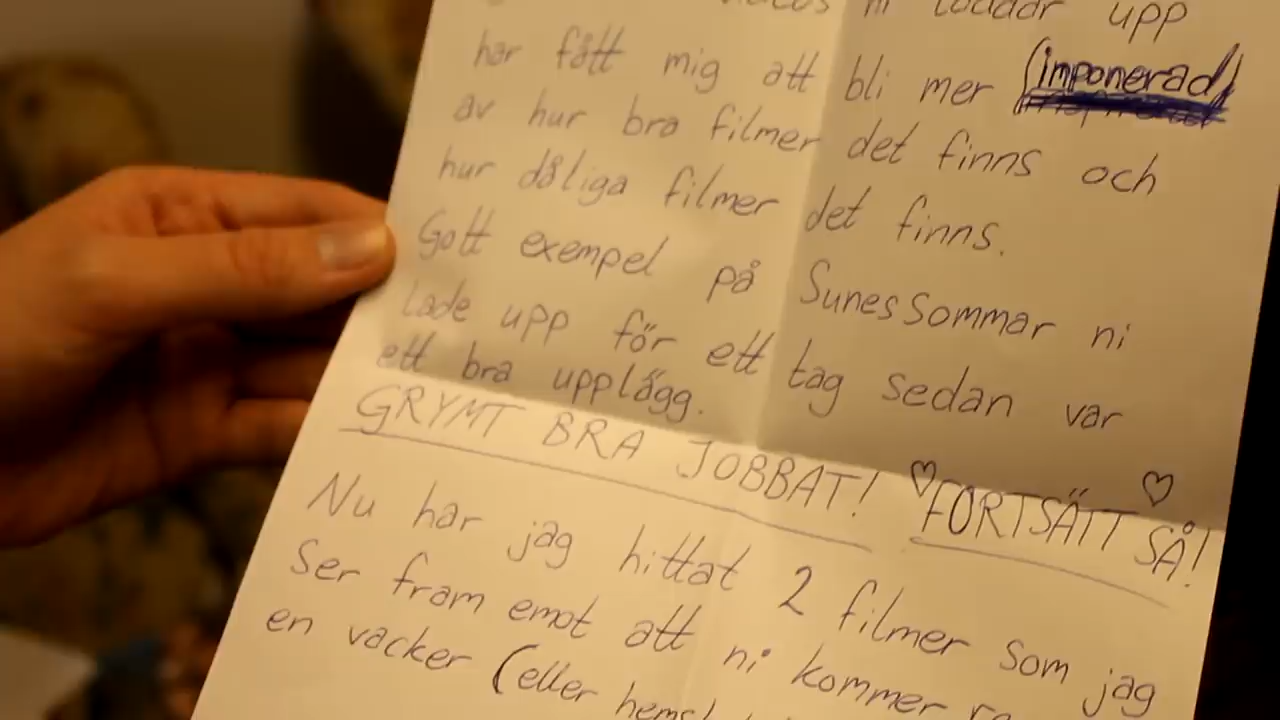 ni laddar upp
har fått mig att bli mer (imponerad)
av hur bra filmer det finns och
hur dåliga filmer det finns.
Gott exempel på SunesSommar ni
Lade upp för ett tag sedan var
ett bra upplägg.
GRYMT BRA JOBBAT! ♡FORTSÄTT SÅ!♡
Nu har jag hittat 2 filmer som jag
Ser fram emot att ni kommer
en vacker (eller